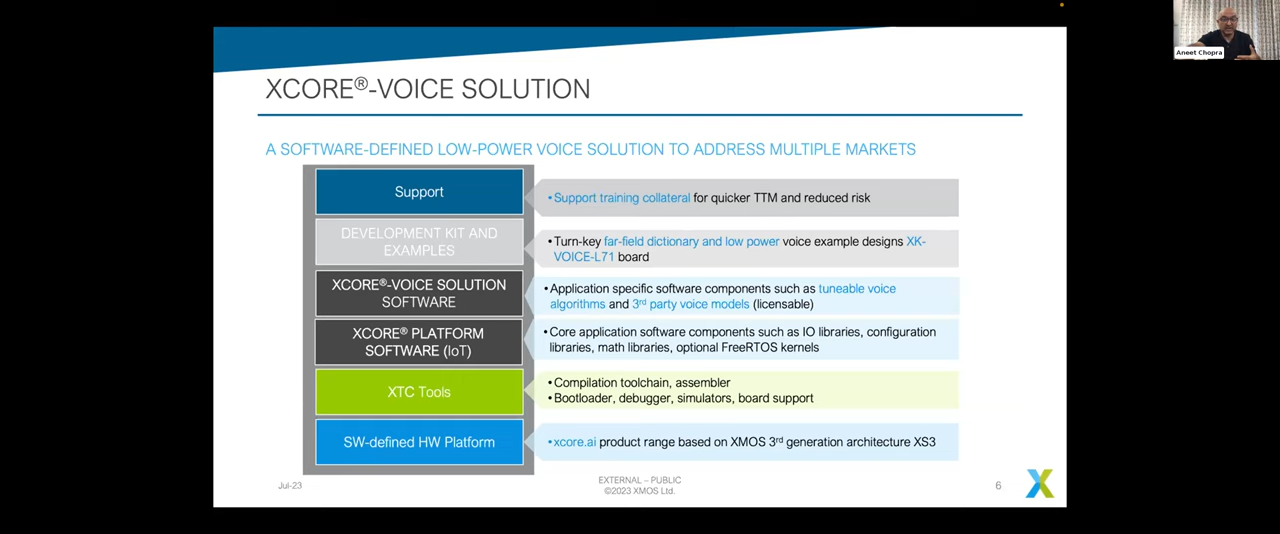 Aneet Chopra
XCORE®-VOICE SOLUTION
A SOFTWARE-DEFINED LOW-POWER VOICE SOLUTION TO ADDRESS MULTIPLE MARKETS
Support
• Support training collateral for quicker TTM and reduced risk
DEVELOPMENT KIT AND
EXAMPLES
• Turn-key far-field dictionary and low power voice example designs XK-
VOICE-L71 board
XCORE®-VOICE SOLUTION
SOFTWARE
• Application specific software components such as tuneable voice
algorithms and 3rd party voice models (licensable)
XCORE® PLATFORM
SOFTWARE (IoT)
• Core application software components such as IO libraries, configuration
libraries, math libraries, optional FreeRTOS kernels
XTC Tools
• Compilation toolchain, assembler
• Bootloader, debugger, simulators, board support
SW-defined HW Platform
• xcore.ai product range based on XMOS 3rd generation architecture XS3
Jul-23
EXTERNAL – PUBLIC
©2023 XMOS Ltd.
6